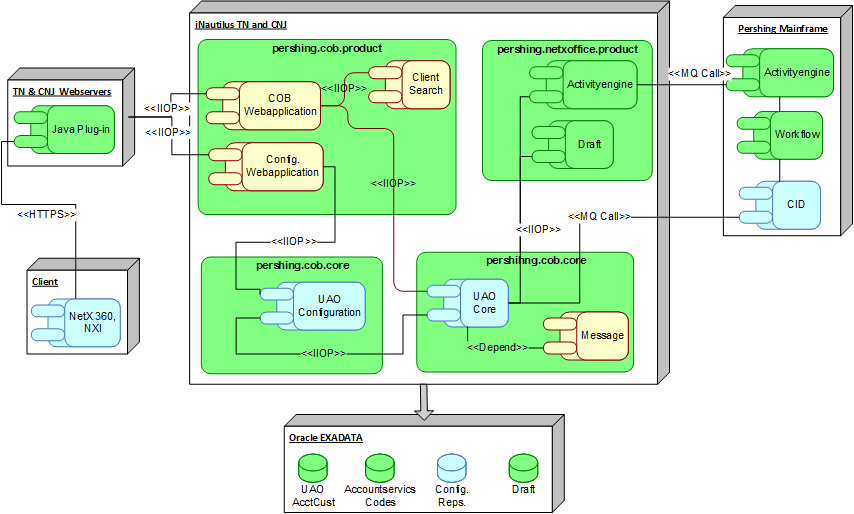 iNautilus TN and CNJ
Pershing Mainframe
pershing.cob.product
pershing.netxoffice.product
Client
Search
COB
Webapplication
<<IIOP>>
Config.
Webapplication
<<IIOP>>
Activityengine
Draft
<<MQ Call>>
Activityengine
Workflow
CID
TN & CNJ Webservers
Java Plug-in
<<IIOP>>
<<IIOP>>
<<HTTPS>>
<<IIOP>>
<<IIOP>>
<<MQ Call>>
Client
NetX 360,
NXI
pershing.cob.core
UAO
Configuration
<<IIOP>>
pershihng.cob.core
UAO
Core
Message
<<Depend>>
Oracle EXADATA
UAO
AcctCust
Accountservics
Codes
Config.
Reps.
Draft